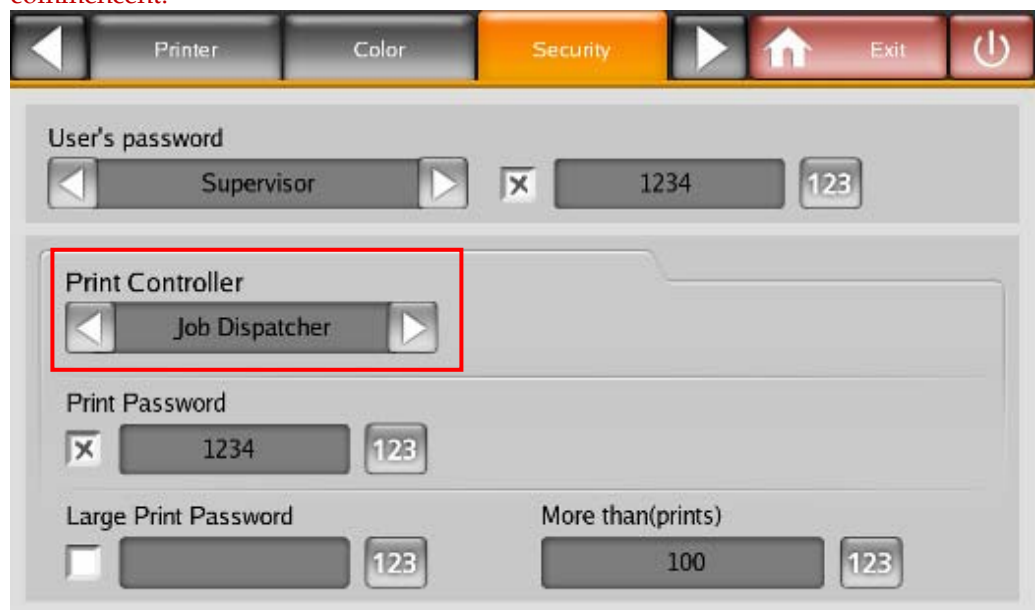 Printer Color Security Exit
User's password
Supervisor 1234 123
Print Controller
Job Dispatcher
Print Password
1234 123
Large Print Password More than(prints)
123 100 123